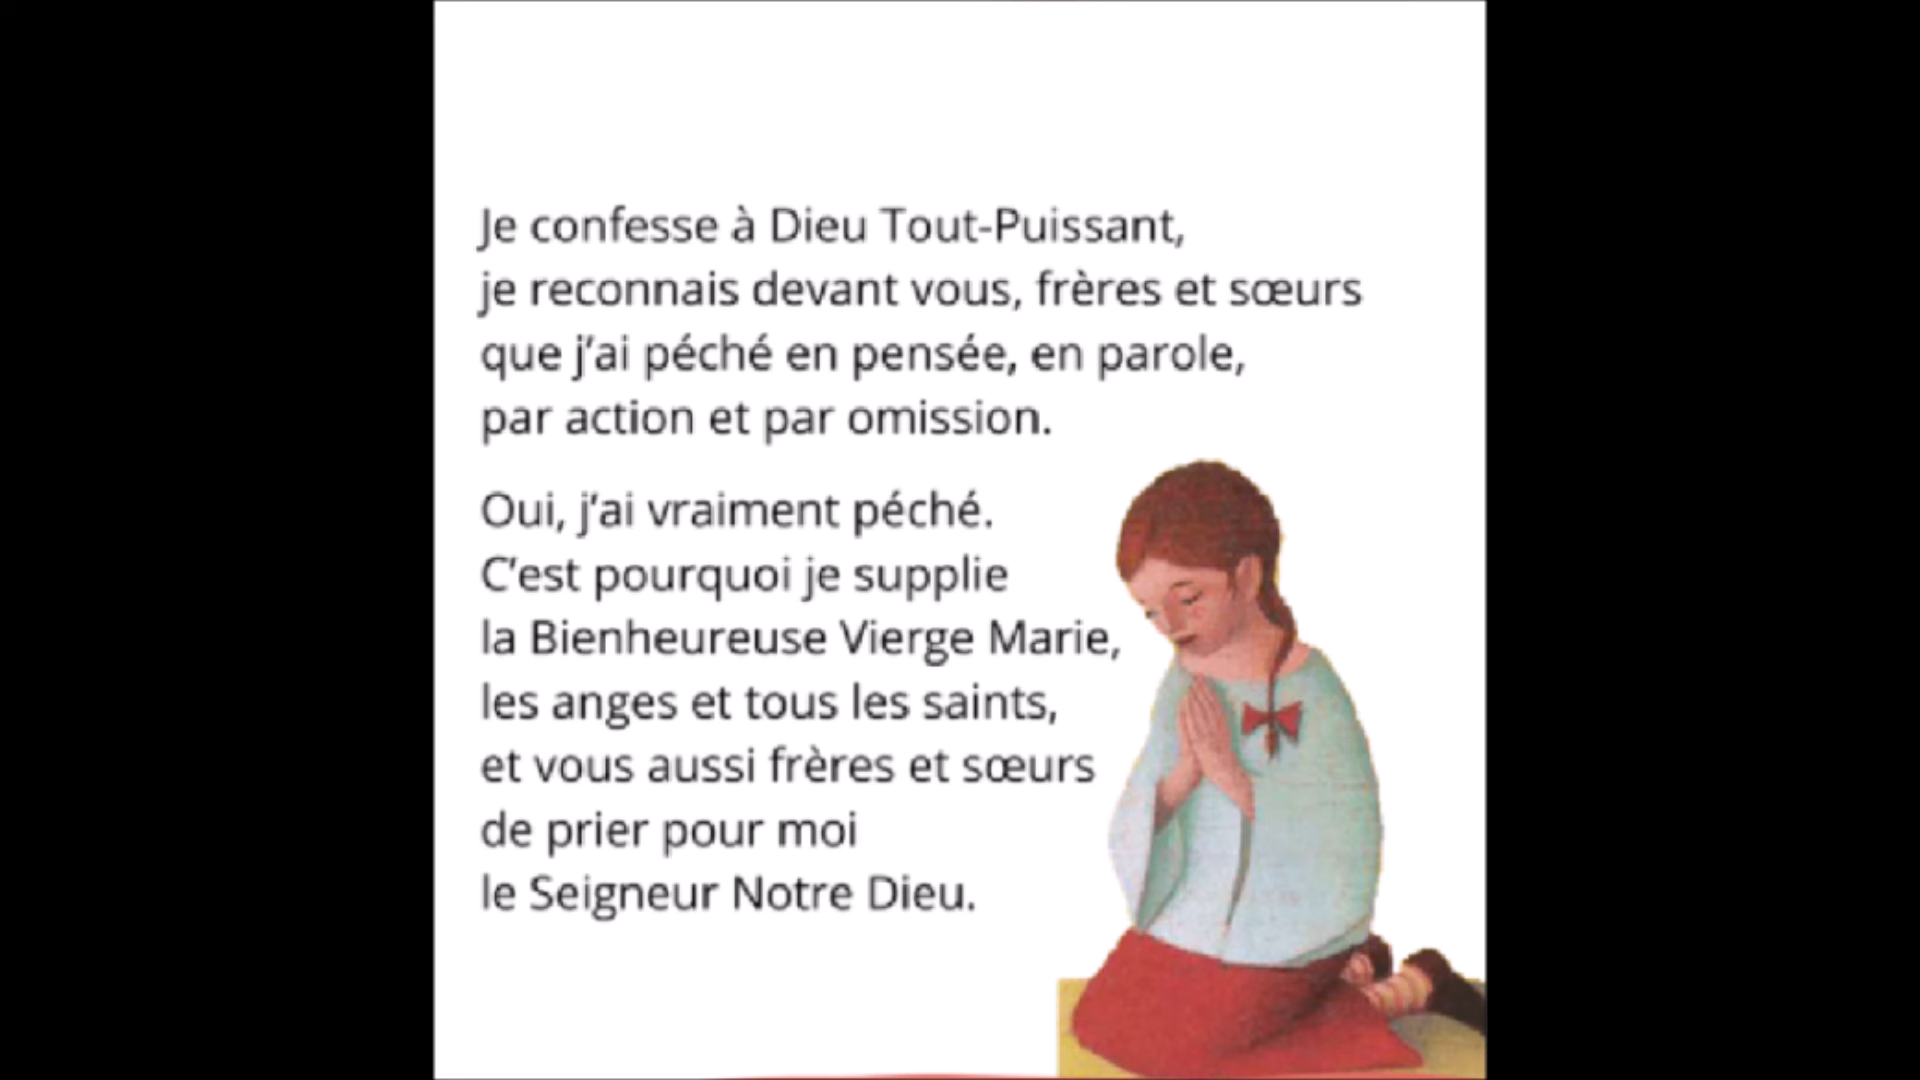 Je confesse à Dieu Tout-Puissant,
je reconnais devant vous, frères et sœurs
que j’ai péché en pensée, en parole,
par action et par omission.
Oui, j’ai vraiment péché.
C’est pourquoi je supplie
la Bienheureuse Vierge Marie,
les anges et tous les saints,
et vous aussi frères et sœurs
de prier pour moi
le Seigneur Notre Dieu.